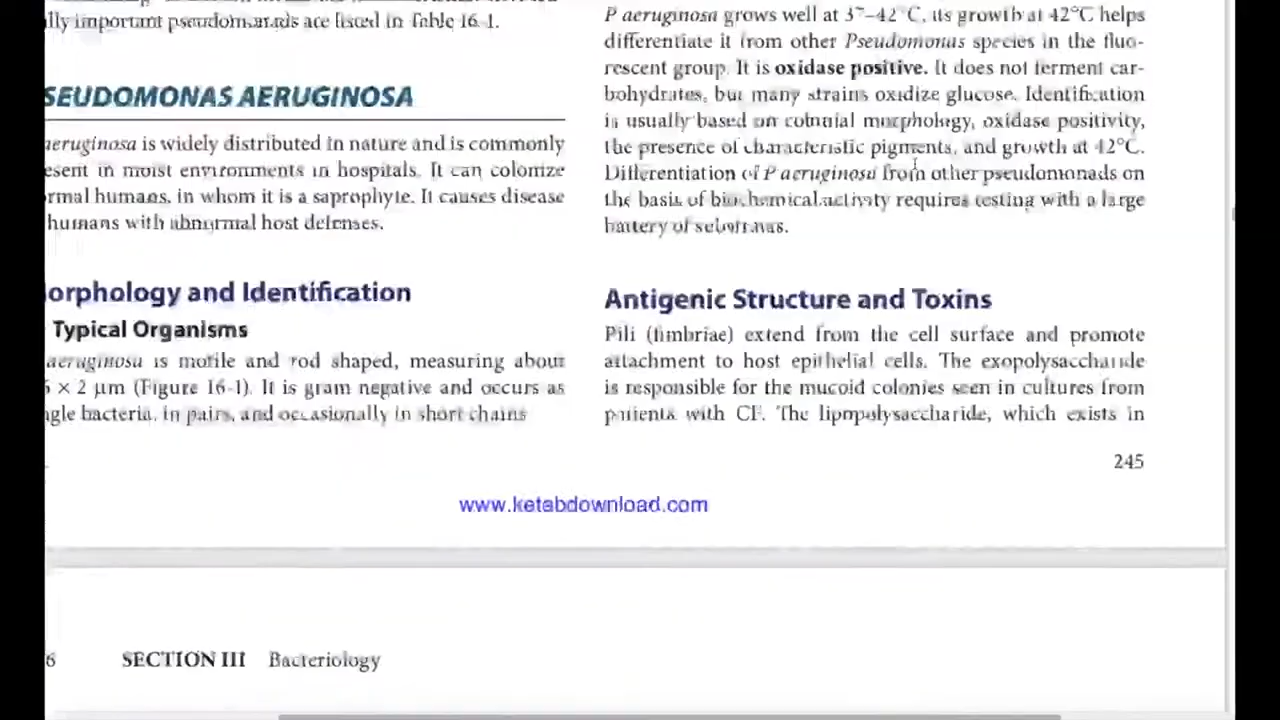 lly important pseudomonads are listed in Table 16-1.
SEUDOMONAS AERUGINOSA
aeruginosa is widely distributed in nature and is commonly
esent in moist environments in hospitals. It can colonize
rmal humans, in whom it is a saprophyte. It causes disease
humans with abnormal host defenses.
orphology and Identification
Typical Organisms
aeruginosa is motile and rod shaped, measuring about
× 2 μm (Figure 16-1). It is gram negative and occurs as
gle bacteria, in pairs, and occasionally in short chains
P aeruginosa grows well at 37–42°C, its growth at 42°C helps
differentiate it from other Pseudomonas species in the fluo-
rescent group. It is oxidase positive. It does not ferment car-
bohydrates, but many strains oxidize glucose. Identification
is usually based on colonial morphology, oxidase positivity,
the presence of characteristic pigments, and growth at 42°C.
Differentiation of P aeruginosa from other pseudomonads on
the basis of biochemical activity requires testing with a large
battery of substrates.
Antigenic Structure and Toxins
Pili (fimbriae) extend from the cell surface and promote
attachment to host epithelial cells. The exopolysaccharide
is responsible for the mucoid colonies seen in cultures from
patients with CF. The lipopolysaccharide, which exists in
245
www.ketabdownload.com
6 SECTION III Bacteriology